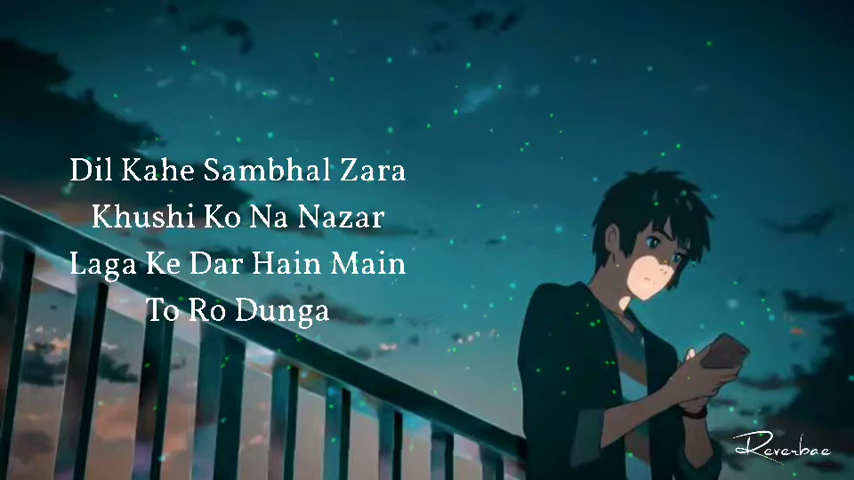 Dil Kahe Sambhal Zara
Khushi Ko Na Nazar
Laga Ke Dar Hain Main
To Ro Dunga
Reverbae